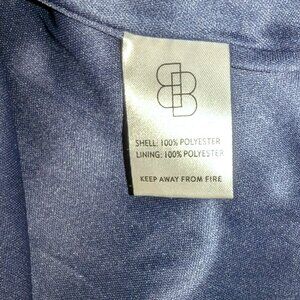 SHELL: 100% POLYESTER
LINING: 100% POLYESTER
KEEP AWAY FROM FIRE